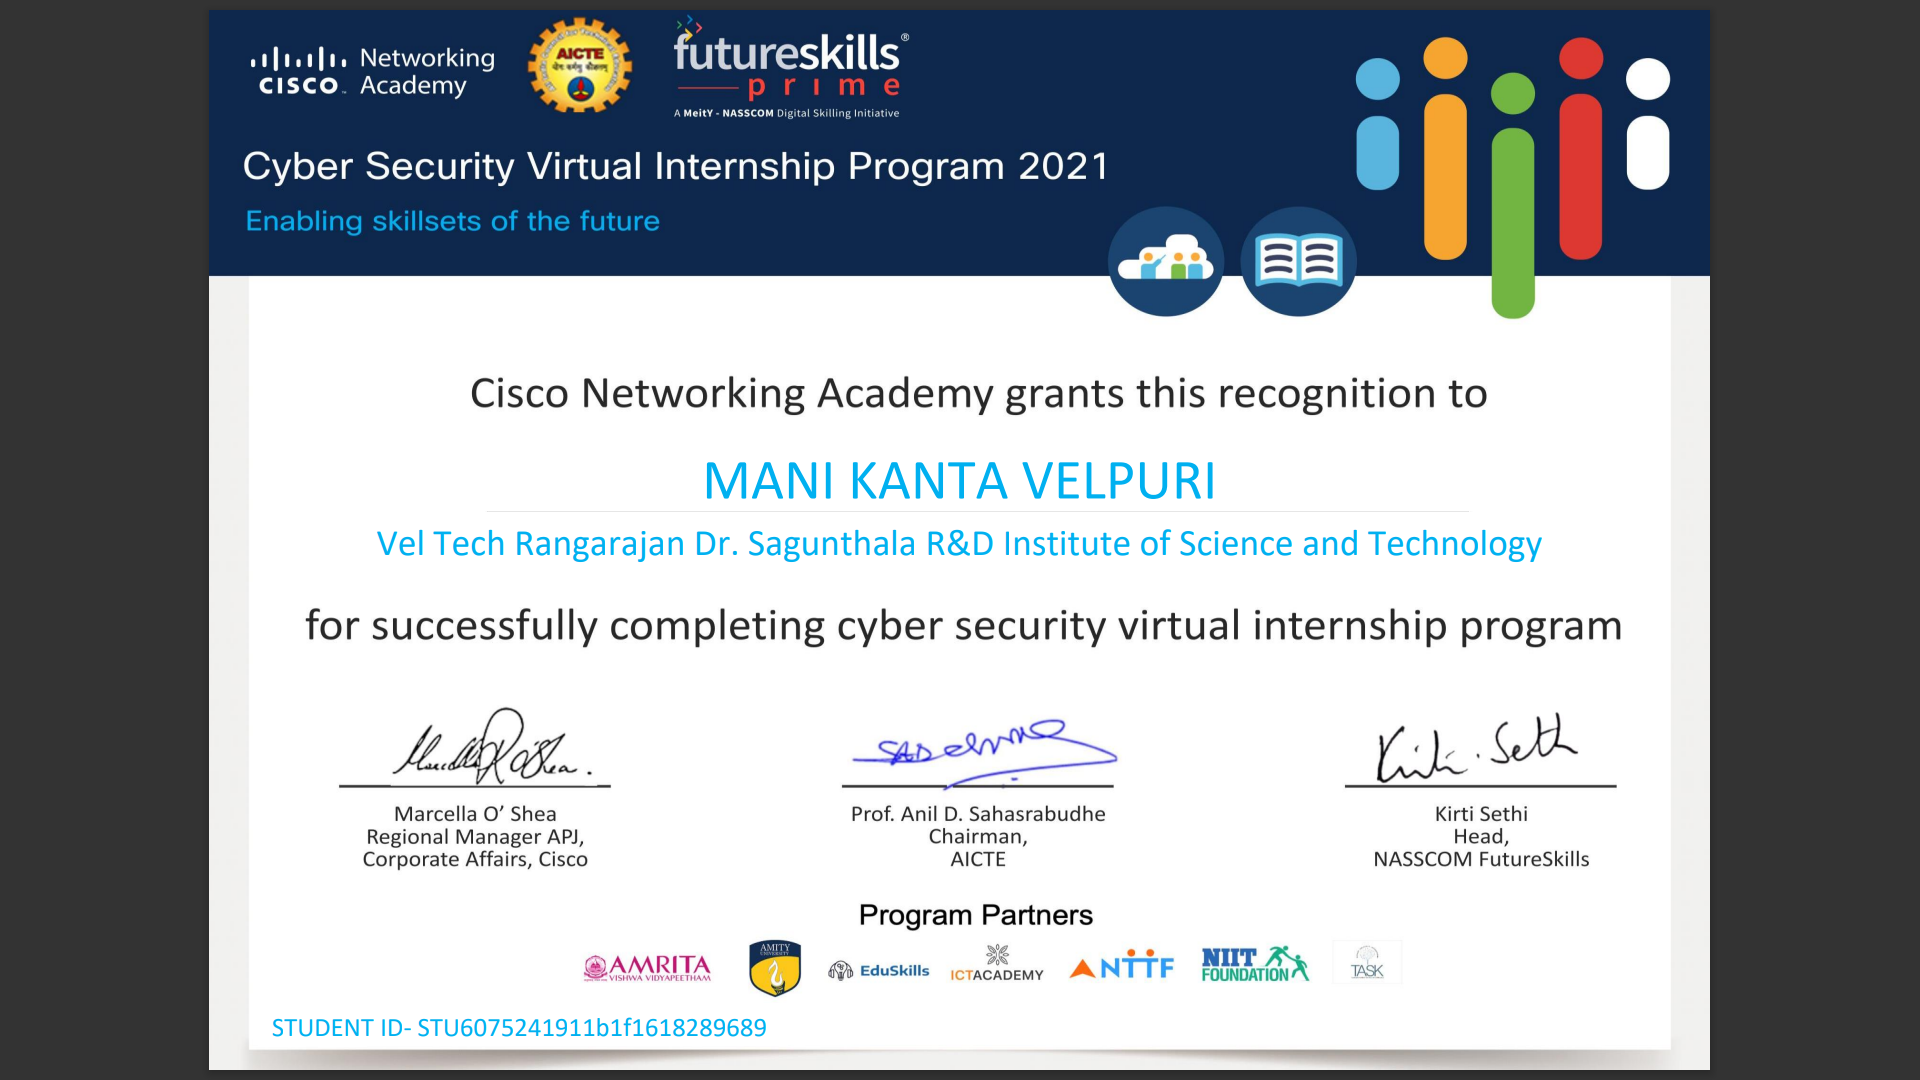 CISCO Networking Academy
AICTE
futureskills®
prime
A MeitY - NASSCOM Digital Skilling Initiative
Cyber Security Virtual Internship Program 2021
Enabling skillsets of the future
Cisco Networking Academy grants this recognition to
MANI KANTA VELPURI
Vel Tech Rangarajan Dr. Sagunthala R&D Institute of Science and Technology
for successfully completing cyber security virtual internship program
Marcella O’ Shea
Regional Manager APJ,
Corporate Affairs, Cisco
Prof. Anil D. Sahasrabudhe
Chairman,
AICTE
Kirti Sethi
Head,
NASSCOM FutureSkills
Program Partners
AMRITA
VISHWA VIDYAPEETHAM
AMITY
UNIVERSITY
EduSkills
ICTACADEMY
NTTF
NIIT
FOUNDATION
TASK
STUDENT ID- STU6075241911b1f1618289689